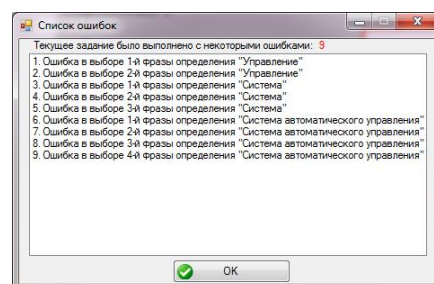 Список ошибок
Текущее задание было выполнено с некоторыми ошибками: 9
1. Ошибка в выборе 1-й фразы определения "Управление"
2. Ошибка в выборе 2-й фразы определения "Управление"
3. Ошибка в выборе 1-й фразы определения "Система"
4. Ошибка в выборе 2-й фразы определения "Система"
5. Ошибка в выборе 3-й фразы определения "Система"
6. Ошибка в выборе 1-й фразы определения "Система автоматического управления"
7. Ошибка в выборе 2-й фразы определения "Система автоматического управления"
8. Ошибка в выборе 3-й фразы определения "Система автоматического управления"
9. Ошибка в выборе 4-й фразы определения "Система автоматического управления"
OK